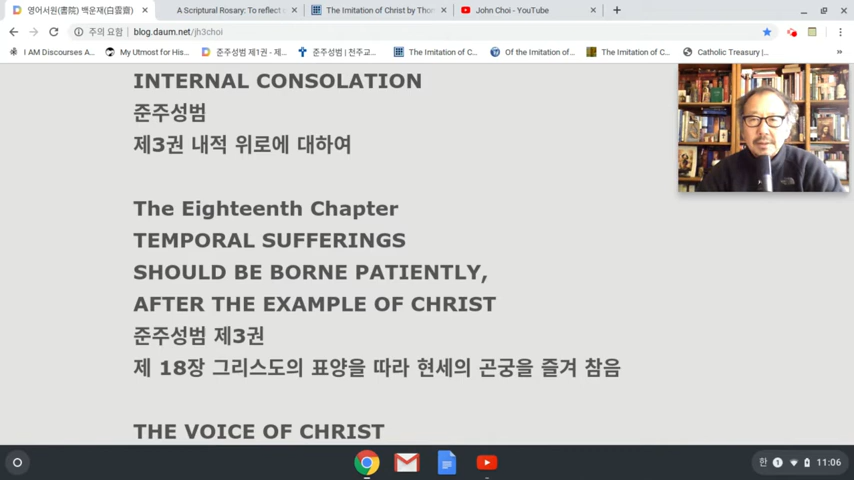 영어서원(書院) 백운재(白雲齋)
A Scriptural Rosary: To reflect
The Imitation of Christ by Thom
John Choi - YouTube
주의 요함
blog.daum.net/jh3choi
I AM Discourses A...
My Utmost for His...
준주성범 제1권 - 제...
준주성범 | 천주교...
The Imitation of C...
Of the Imitation of...
The Imitation of C...
Catholic Treasury |...
»
INTERNAL CONSOLATION
준주성범
제3권 내적 위로에 대하여
The Eighteenth Chapter
TEMPORAL SUFFERINGS
SHOULD BE BORNE PATIENTLY,
AFTER THE EXAMPLE OF CHRIST
준주성범 제3권
제 18장 그리스도의 표양을 따라 현세의 곤궁을 즐겨 참음
THE VOICE OF CHRIST
한 1 11:06